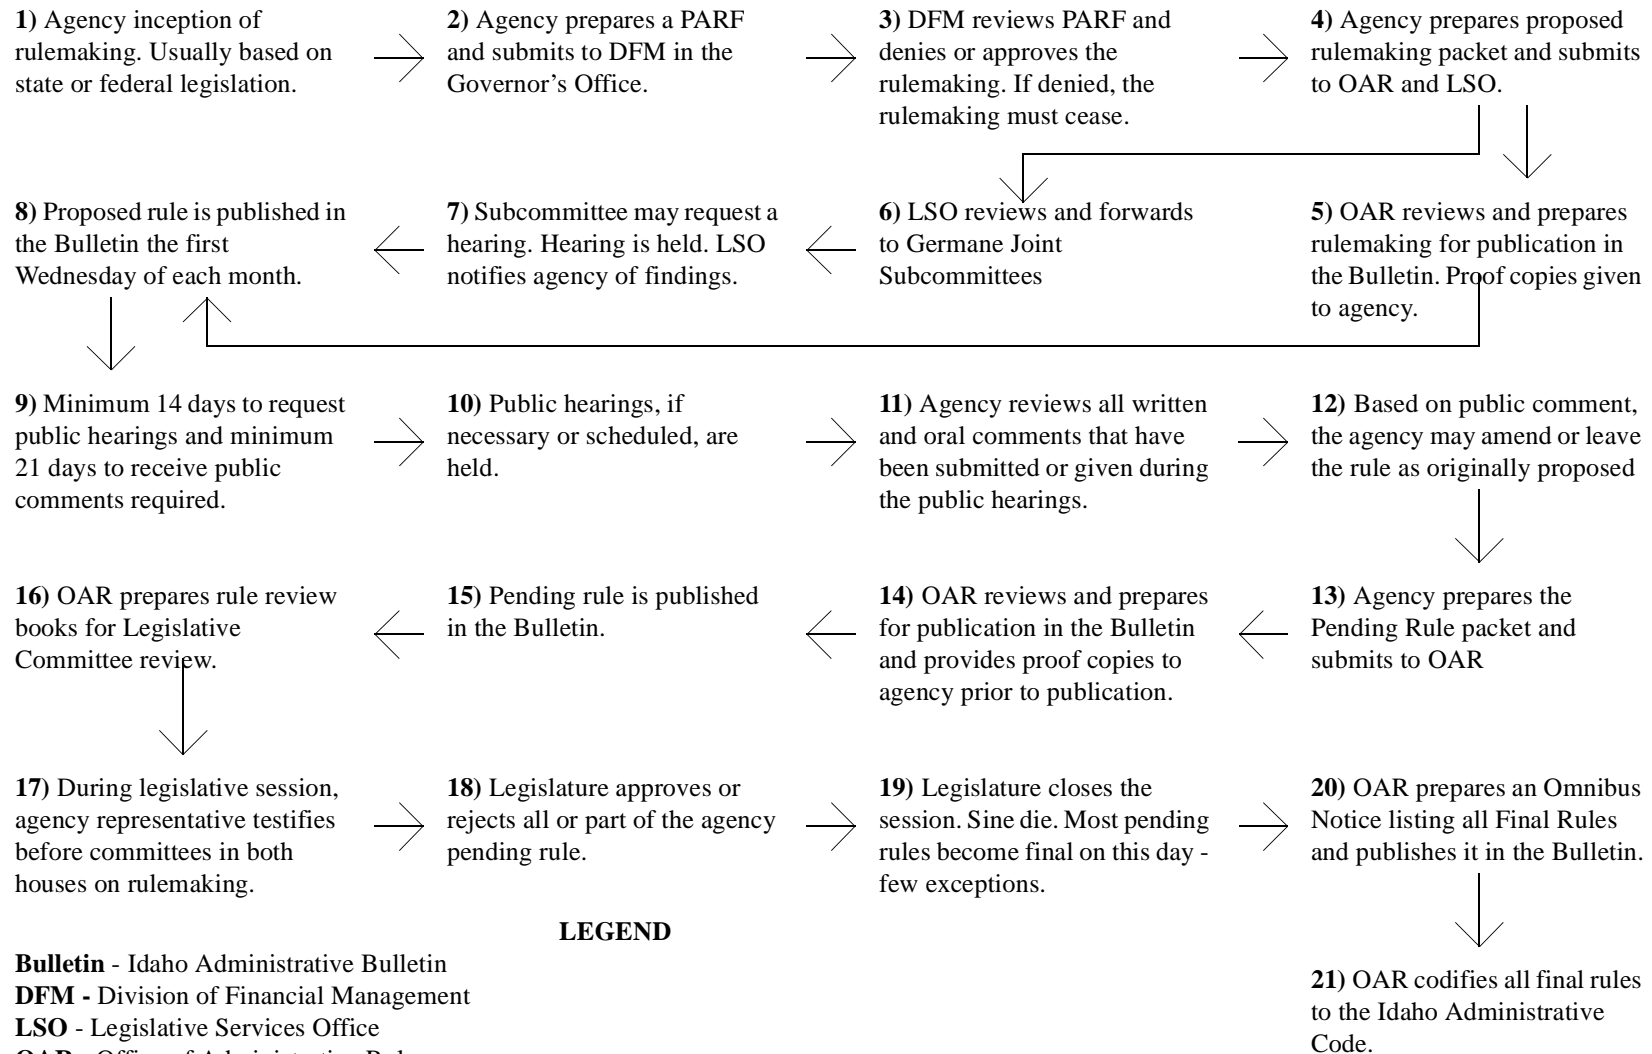 1) Agency inception of
rulemaking. Usually based on
state or federal legislation.
2) Agency prepares a PARF
and submits to DFM in the
Governor's Office.
3) DFM reviews PARF and
denies or approves the
rulemaking. If denied, the
rulemaking must cease.
4) Agency prepares proposed
rulemaking packet and submits
to OAR and LSO.
8) Proposed rule is published in
the Bulletin the first
Wednesday of each month.
7) Subcommittee may request a
hearing. Hearing is held. LSO
notifies agency of findings.
6) LSO reviews and forwards
to Germane Joint
Subcommittees
5) OAR reviews and prepares
rulemaking for publication in
the Bulletin. Proof copies given
to agency.
9) Minimum 14 days to request
public hearings and minimum
21 days to receive public
comments required.
10) Public hearings, if
necessary or scheduled, are
held.
11) Agency reviews all written
and oral comments that have
been submitted or given during
the public hearings.
12) Based on public comment,
the agency may amend or leave
the rule as originally proposed
16) OAR prepares rule review
books for Legislative
Committee review.
15) Pending rule is published
in the Bulletin.
14) OAR reviews and prepares
for publication in the Bulletin
and provides proof copies to
agency prior to publication.
13) Agency prepares the
Pending Rule packet and
submits to OAR
17) During legislative session,
agency representative testifies
before committees in both
houses on rulemaking.
18) Legislature approves or
rejects all or part of the agency
pending rule.
19) Legislature closes the
session. Sine die. Most pending
rules become final on this day -
few exceptions.
20) OAR prepares an Omnibus
Notice listing all Final Rules
and publishes it in the Bulletin.
21) OAR codifies all final rules
to the Idaho Administrative
Code.
LEGEND
Bulletin - Idaho Administrative Bulletin
DFM - Division of Financial Management
LSO - Legislative Services Office